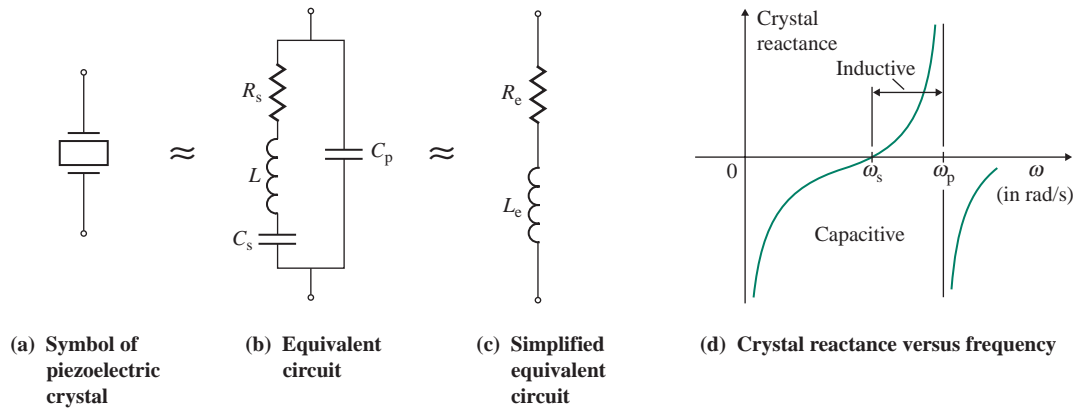 R_s
L
C_s
C_p
R_e
L_e
≈
≈
Crystal
reactance
Inductive
0
ω_s
ω_p
ω
(in rad/s)
Capacitive
(a) Symbol of
piezoelectric
crystal
(b) Equivalent
circuit
(c) Simplified
equivalent
circuit
(d) Crystal reactance versus frequency